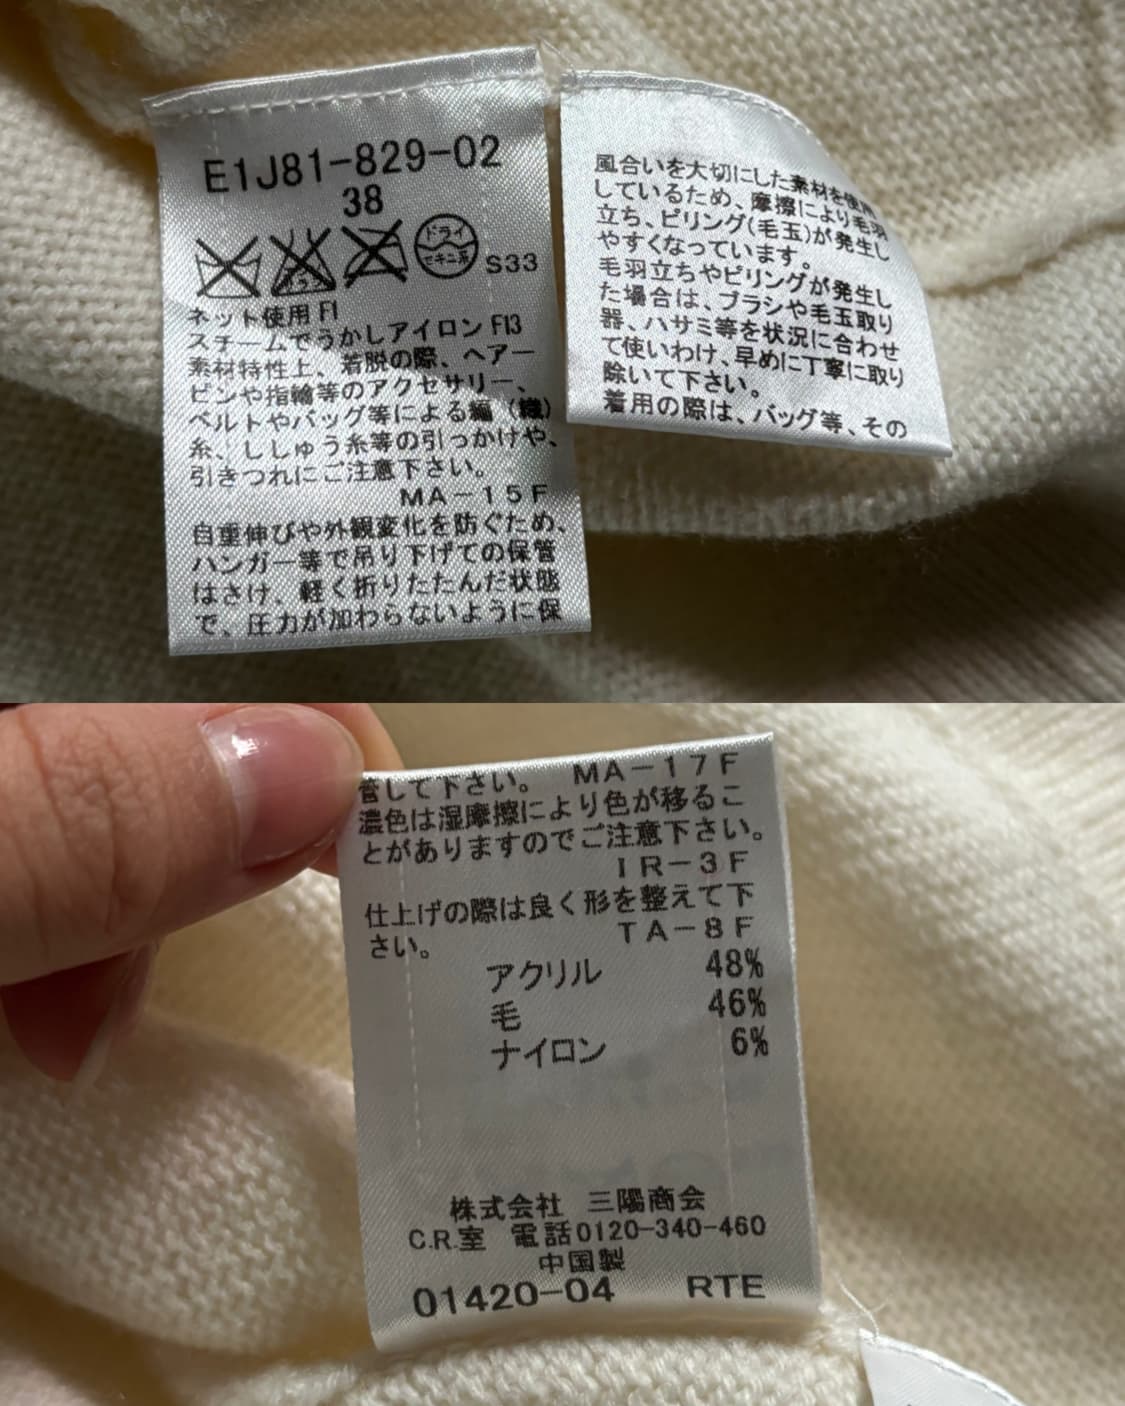 E1J81-829-02
38
ドライ
セキユ系
S33
ネット使用 F1
スチームでうかしアイロン F13
素材特性上、着脱の際、ヘアー
ピンや指輪等のアクセサリー、
ベルトやバッグ等による編(織)
糸、ししゅう糸等の引っかけや、
引きつれにご注意下さい。
MA-15F
自重伸びや外観変化を防ぐため、
ハンガー等で吊り下げての保管
はさけ、軽く折りたたんだ状態
で、圧力が加わらないように保
風合いを大切にした素材を使用
しているため、摩擦により毛羽
立ち、ピリング(毛玉)が発生し
やすくなっています。
毛羽立ちやピリングが発生し
た場合は、ブラシや毛玉取り
器、ハサミ等を状況に合わせ
て使いわけ、早めに丁寧に取り
除いて下さい。
着用の際は、バッグ等、その
管して下さい。 MA-17F
濃色は湿摩擦により色が移るこ
とがありますのでご注意下さい。
IR-3F
仕上げの際は良く形を整えて下
さい。 TA-8F
アクリル 48%
毛 46%
ナイロン 6%
株式会社 三陽商会
C.R.室 電話0120-340-460
中国製
01420-04 RTE